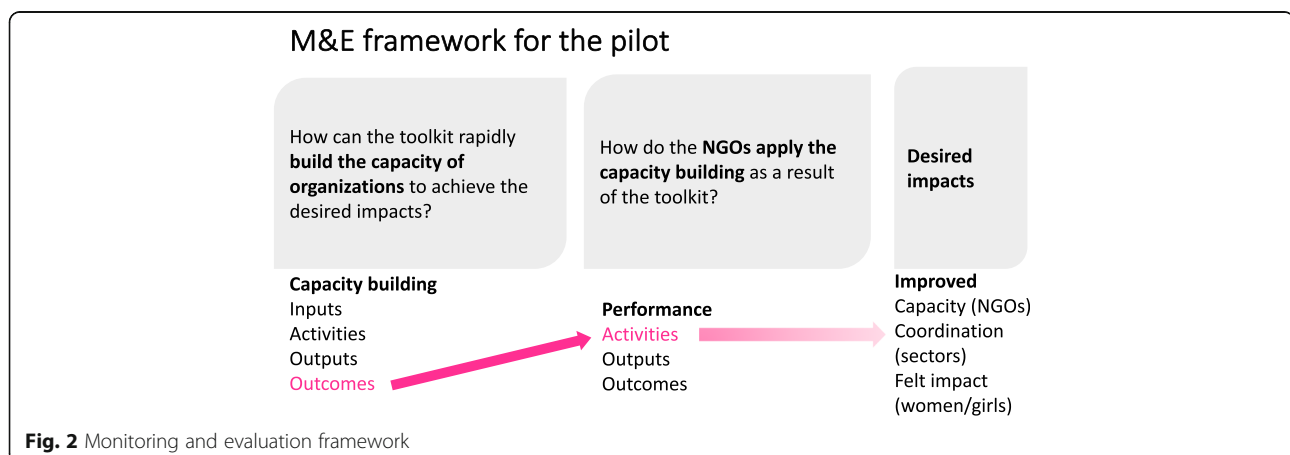 M&E framework for the pilot
How can the toolkit rapidly
build the capacity of
organizations to achieve the
desired impacts?
How do the NGOs apply the
capacity building as a result
of the toolkit?
Desired
impacts
Capacity building
Inputs
Activities
Outputs
Outcomes
Performance
Activities
Outputs
Outcomes
Improved
Capacity (NGOs)
Coordination
(sectors)
Felt impact
(women/girls)
Fig. 2 Monitoring and evaluation framework